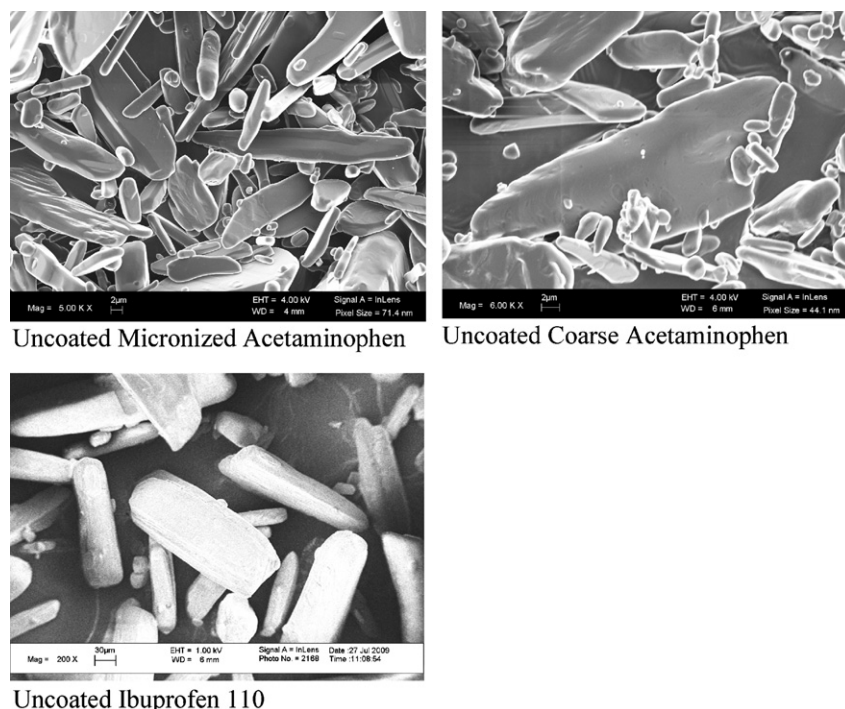 Mag = 5.00 K X
2µm
EHT = 4.00 kV
WD = 4 mm
Signal A = InLens
Pixel Size = 71.4 nm
Uncoated Micronized Acetaminophen
Mag = 6.00 K X
2µm
EHT = 4.00 kV
WD = 6 mm
Signal A = InLens
Pixel Size = 44.1 nm
Uncoated Coarse Acetaminophen
Mag = 200 X
30µm
EHT = 1.00 kV
WD = 6 mm
Signal A = InLens
Photo No. = 2168
Date :27 Jul 2009
Time :11:08:54
Uncoated Ibuprofen 110